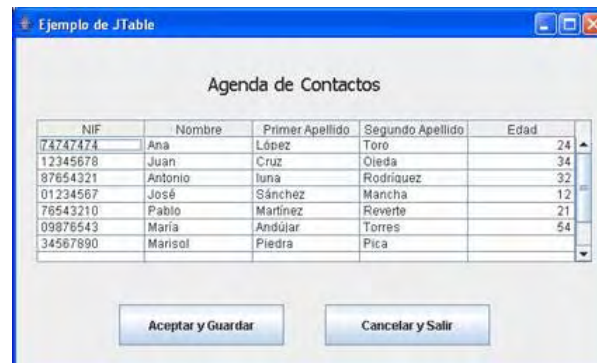 Ejemplo de JTable
Agenda de Contactos
NIF Nombre Primer Apellido Segundo Apellido Edad
74747474 Ana López Toro 24
12345678 Juan Cruz Ojeda 34
87654321 Antonio luna Rodríguez 32
01234567 José Sánchez Mancha 12
76543210 Pablo Martínez Reverte 21
09876543 María Andújar Torres 54
34567890 Marisol Piedra Pica
Aceptar y Guardar Cancelar y Salir